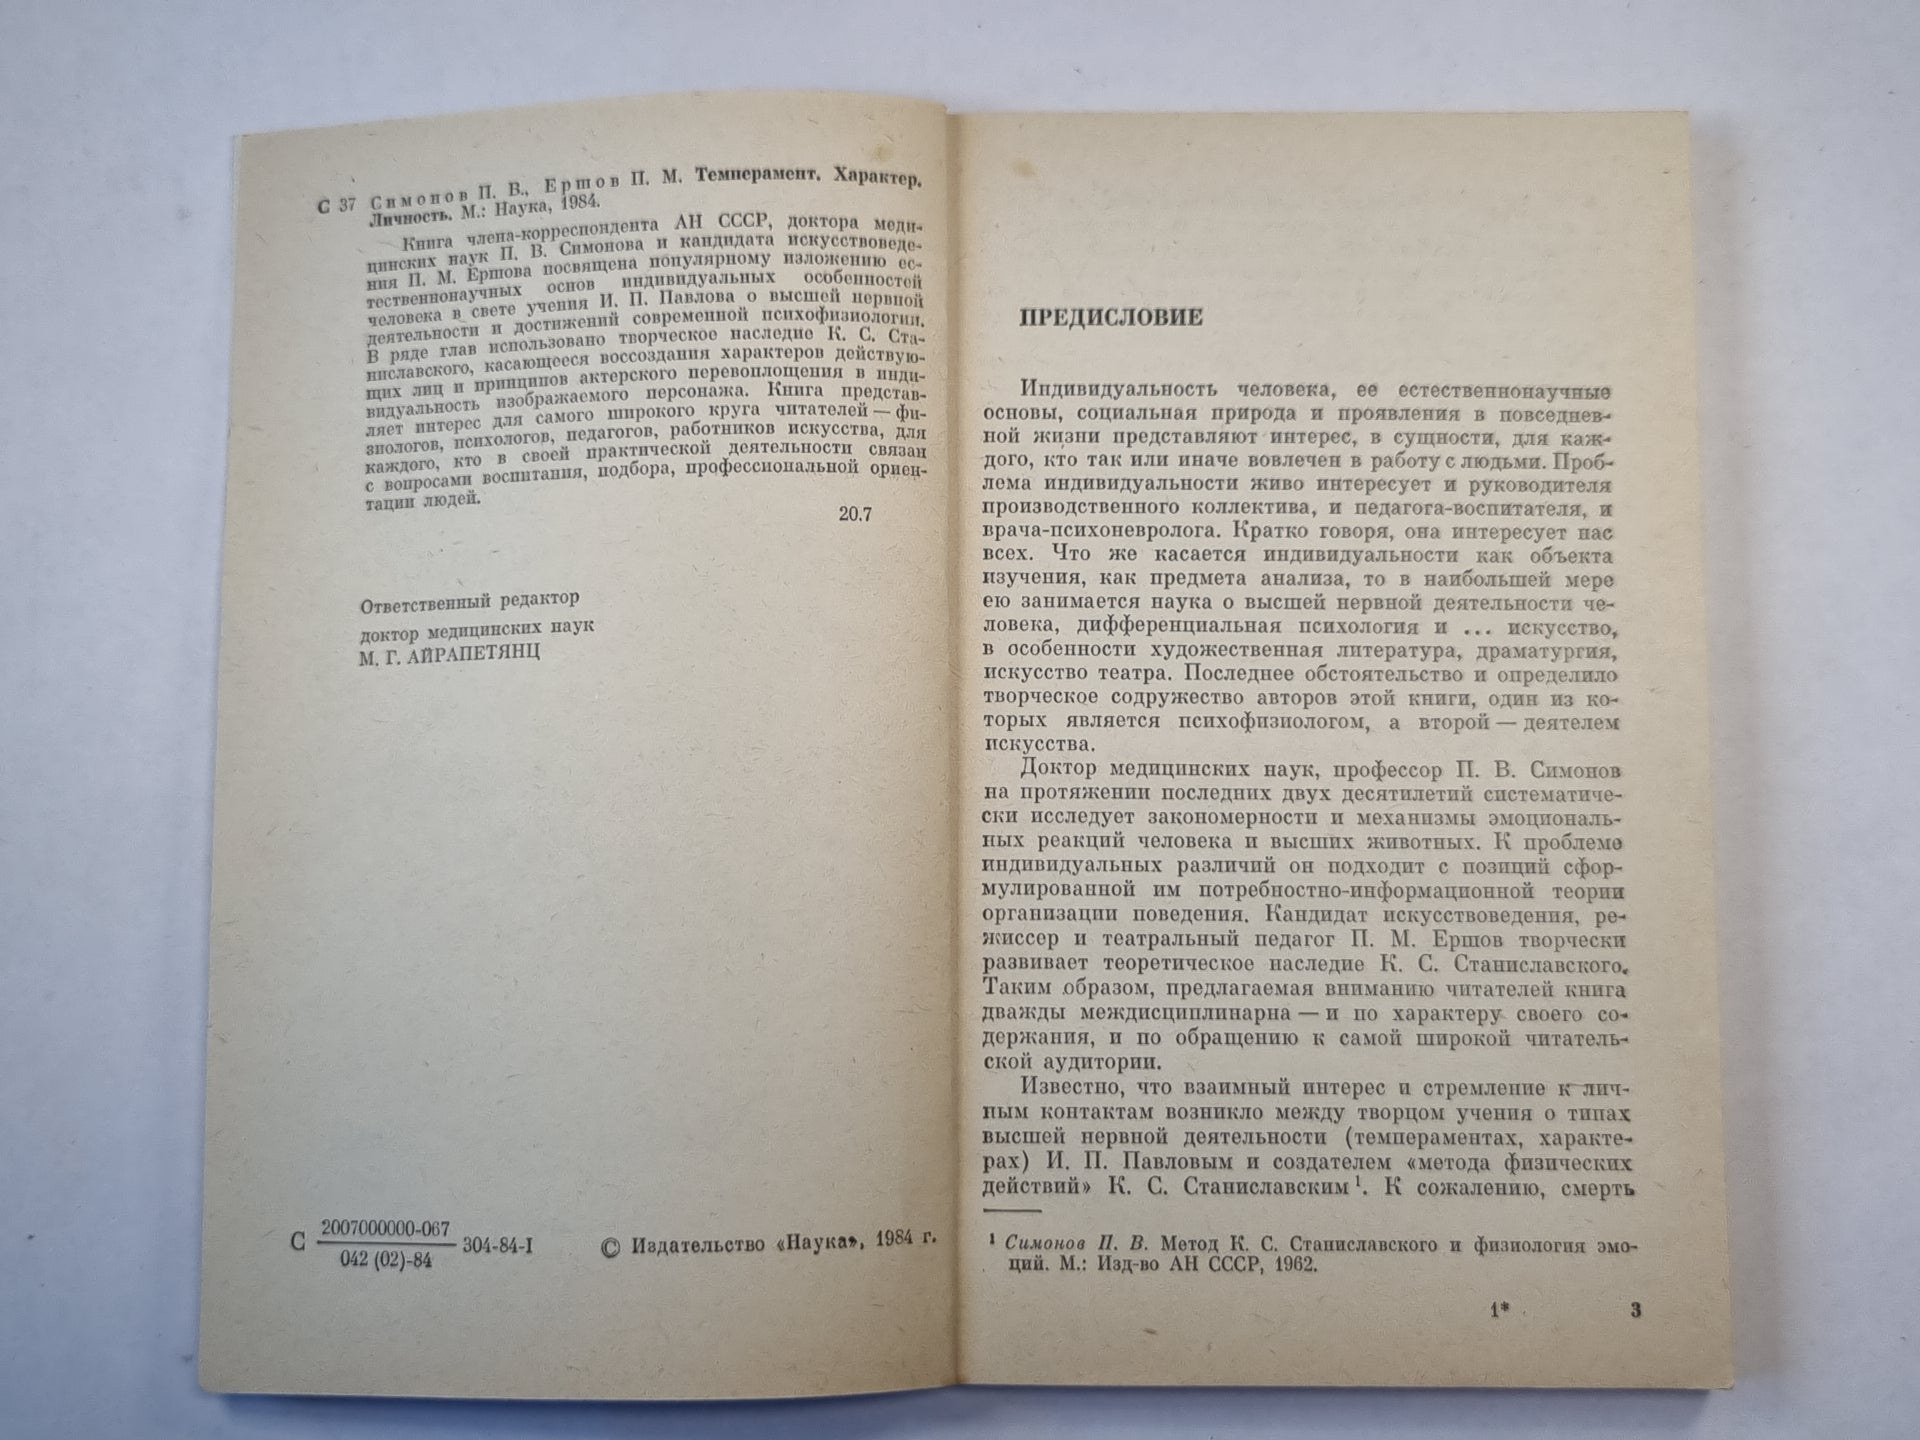 С 37 Симонов П. В., Ершов П. М. Темперамент. Характер.
Личность. М.: Наука, 1984.
Книга члена-корреспондента АН СССР, доктора меди-
цинских наук П. В. Симонова и кандидата искусствоведе-
ния П. М. Ершова посвящена популярному изложению ес-
тественнонаучных основ индивидуальных особенностей
человека в свете учения И. П. Павлова о высшей нервной
деятельности и достижений современной психофизиологии.
В ряде глав использовано творческое наследие К. С. Ста-
ниславского, касающееся воссоздания характеров действую-
щих лиц и принципов актерского перевоплощения в инди-
видуальность изображаемого персонажа. Книга представ-
ляет интерес для самого широкого круга читателей — фи-
зиологов, психологов, педагогов, работников искусства, для
каждого, кто в своей практической деятельности связан
с вопросами воспитания, подбора, профессиональной ориен-
тации людей.
20.7
Ответственный редактор
доктор медицинских наук
М. Г. АЙРАПЕТЯНЦ
С 2007000000-067
042 (02)-84
304-84-I
© Издательство «Наука», 1984 г.
ПРЕДИСЛОВИЕ
Индивидуальность человека, ее естественнонаучные
основы, социальная природа и проявления в повседнев-
ной жизни представляют интерес, в сущности, для каж-
дого, кто так или иначе вовлечен в работу с людьми. Проб-
лема индивидуальности живо интересует и руководителя
производственного коллектива, и педагога-воспитателя, и
врача-психоневролога. Кратко говоря, она интересует нас
всех. Что же касается индивидуальности как объекта
изучения, как предмета анализа, то в наибольшей мере
ею занимается наука о высшей нервной деятельности че-
ловека, дифференциальная психология и ... искусство,
в особенности художественная литература, драматургия,
искусство театра. Последнее обстоятельство и определило
творческое содружество авторов этой книги, один из ко-
торых является психофизиологом, а второй — деятелем
искусства.
Доктор медицинских наук, профессор П. В. Симонов
на протяжении последних двух десятилетий систематиче-
ски исследует закономерности и механизмы эмоциональ-
ных реакций человека и высших животных. К проблеме
индивидуальных различий он подходит с позиций сфор-
мулированной им потребностно-информационной теории
организации поведения. Кандидат искусствоведения, ре-
жиссер и театральный педагог П. М. Ершов творчески
развивает теоретическое наследие К. С. Станиславского.
Таким образом, предлагаемая вниманию читателей книга
дважды междисциплинарна — и по характеру своего со-
держания, и по обращению к самой широкой читатель-
ской аудитории.
Известно, что взаимный интерес и стремление к лич-
ным контактам возникло между творцом учения о типах
высшей нервной деятельности (темпераментах, характе-
рах) И. П. Павловым и создателем «метода физических
действий» К. С. Станиславским ¹. К сожалению, смерть
¹ Симонов П. В. Метод К. С. Станиславского и физиология эмо-
ций. М.: Изд-во АН СССР, 1962.
1* 3